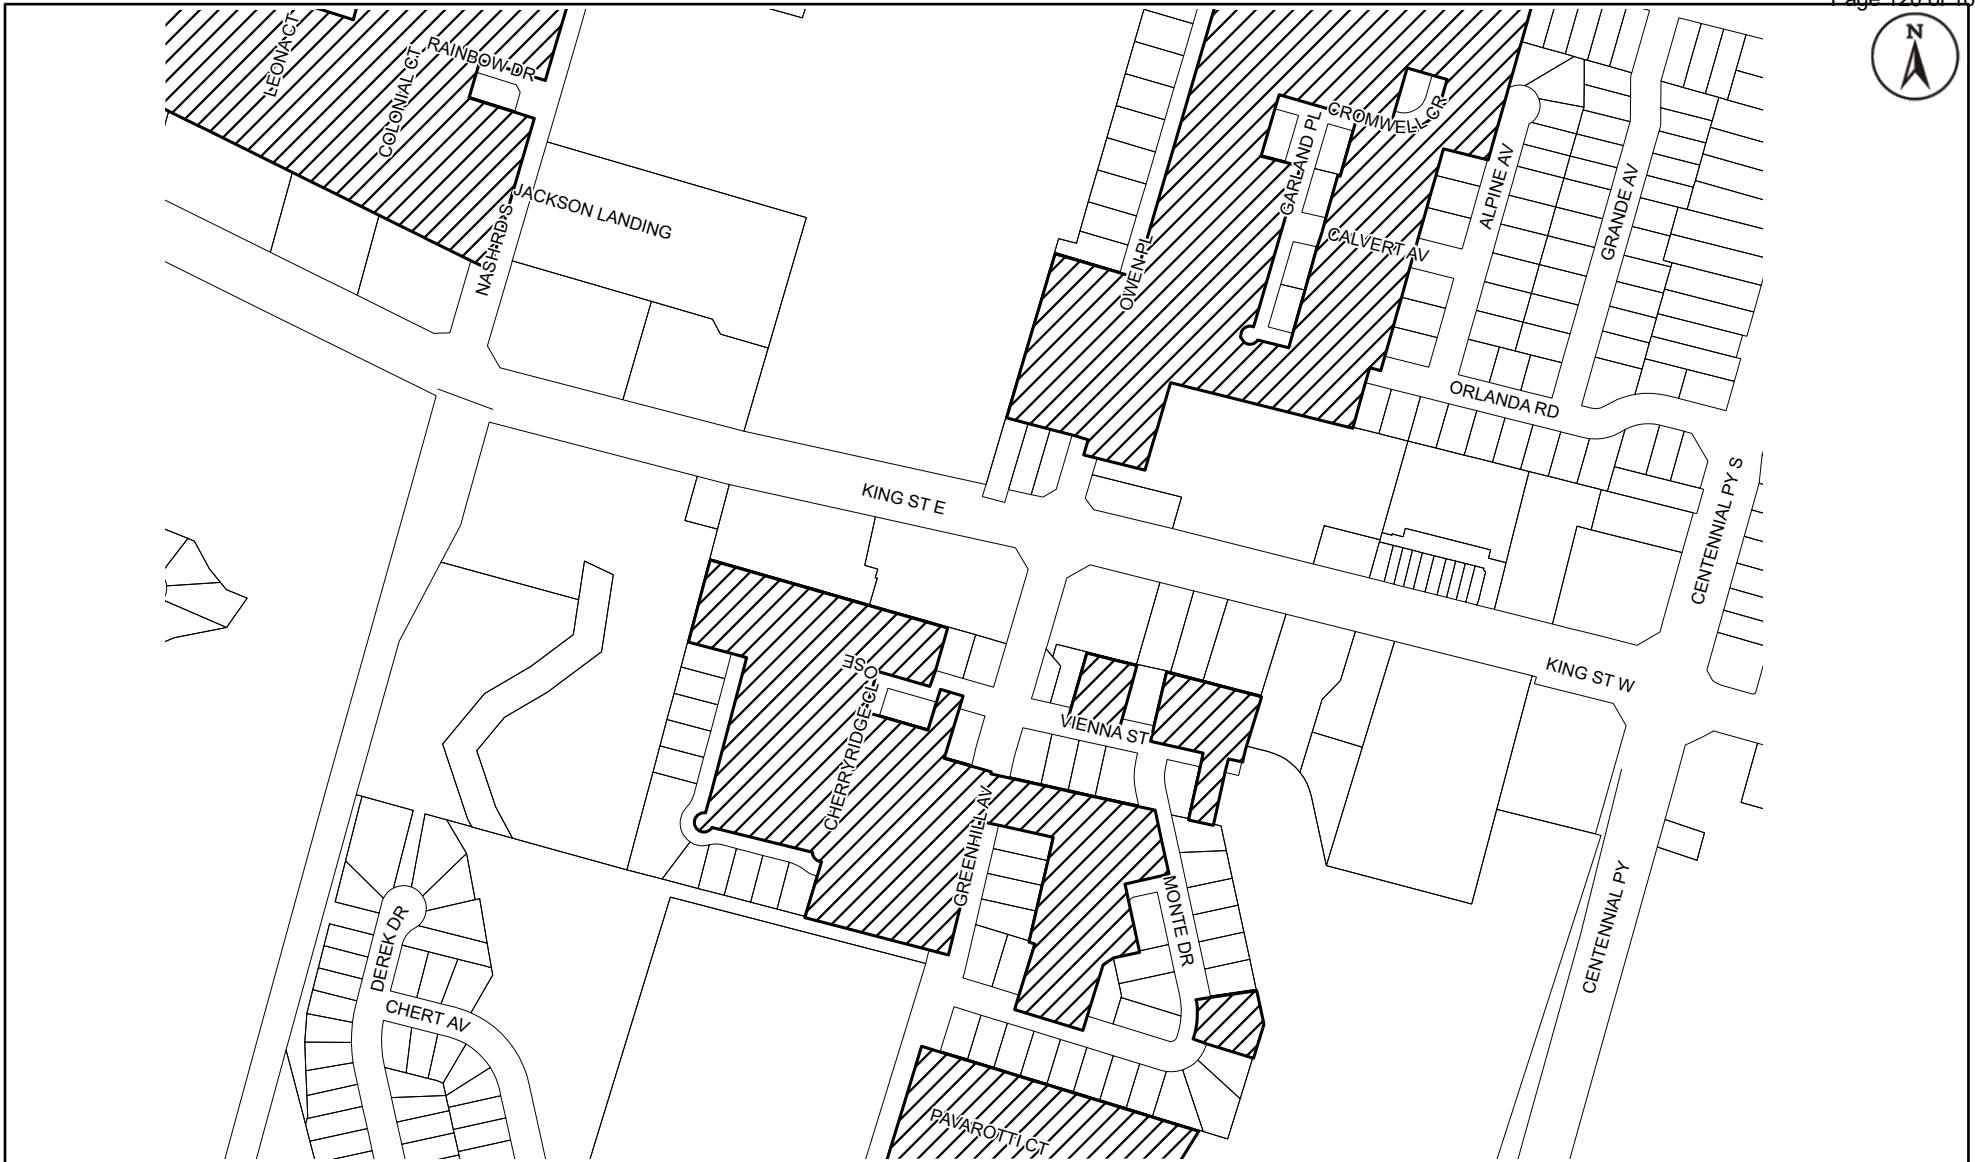 N
LEONA CT
COLONIAL CT
RAINBOW DR
CROMWELL CR
GARLAND PL
ALPINE AV
GRANDE AV
JACKSON LANDING
NASH RD S
OWEN PL
CALVERT AV
ORLANDA RD
KING ST E
CENTENNIAL PY S
KING ST W
CHERRYRIDGE CLOSE
VIENNA ST
GREENHILL AV
MONTE DR
CENTENNIAL PY
DEREK DR
CHERT AV
PAVAROTTI CT